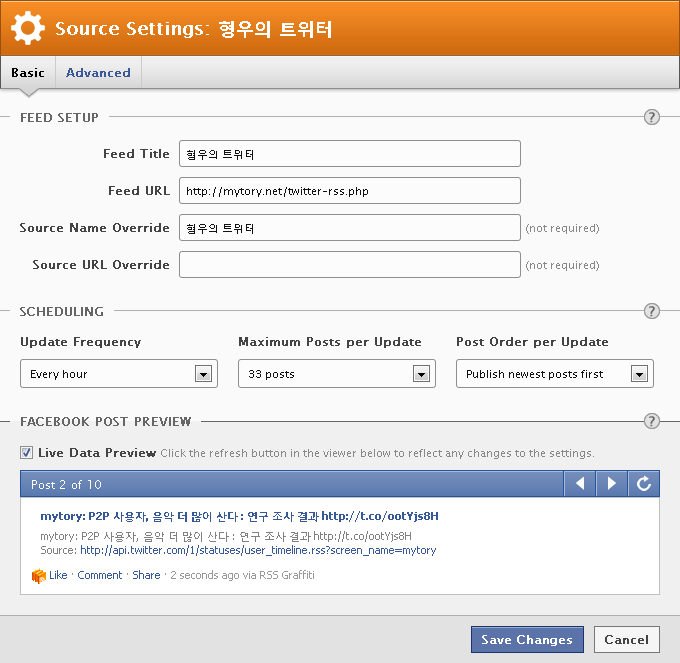 Source Settings: 형우의 트위터
Basic Advanced
FEED SETUP ?
Feed Title 형우의 트위터
Feed URL http://mytory.net/twitter-rss.php
Source Name Override 형우의 트위터 (not required)
Source URL Override (not required)
SCHEDULING ?
Update Frequency Maximum Posts per Update Post Order per Update
Every hour 33 posts Publish newest posts first
FACEBOOK POST PREVIEW ?
Live Data Preview Click the refresh button in the viewer below to reflect any changes to the settings.
Post 2 of 10
mytory: P2P 사용자, 음악 더 많이 산다 : 연구 조사 결과 http://t.co/ootYjs8H
mytory: P2P 사용자, 음악 더 많이 산다 : 연구 조사 결과 http://t.co/ootYjs8H
Source: http://api.twitter.com/1/statuses/user_timeline.rss?screen_name=mytory
Like · Comment · Share · 2 seconds ago via RSS Graffiti
Save Changes Cancel